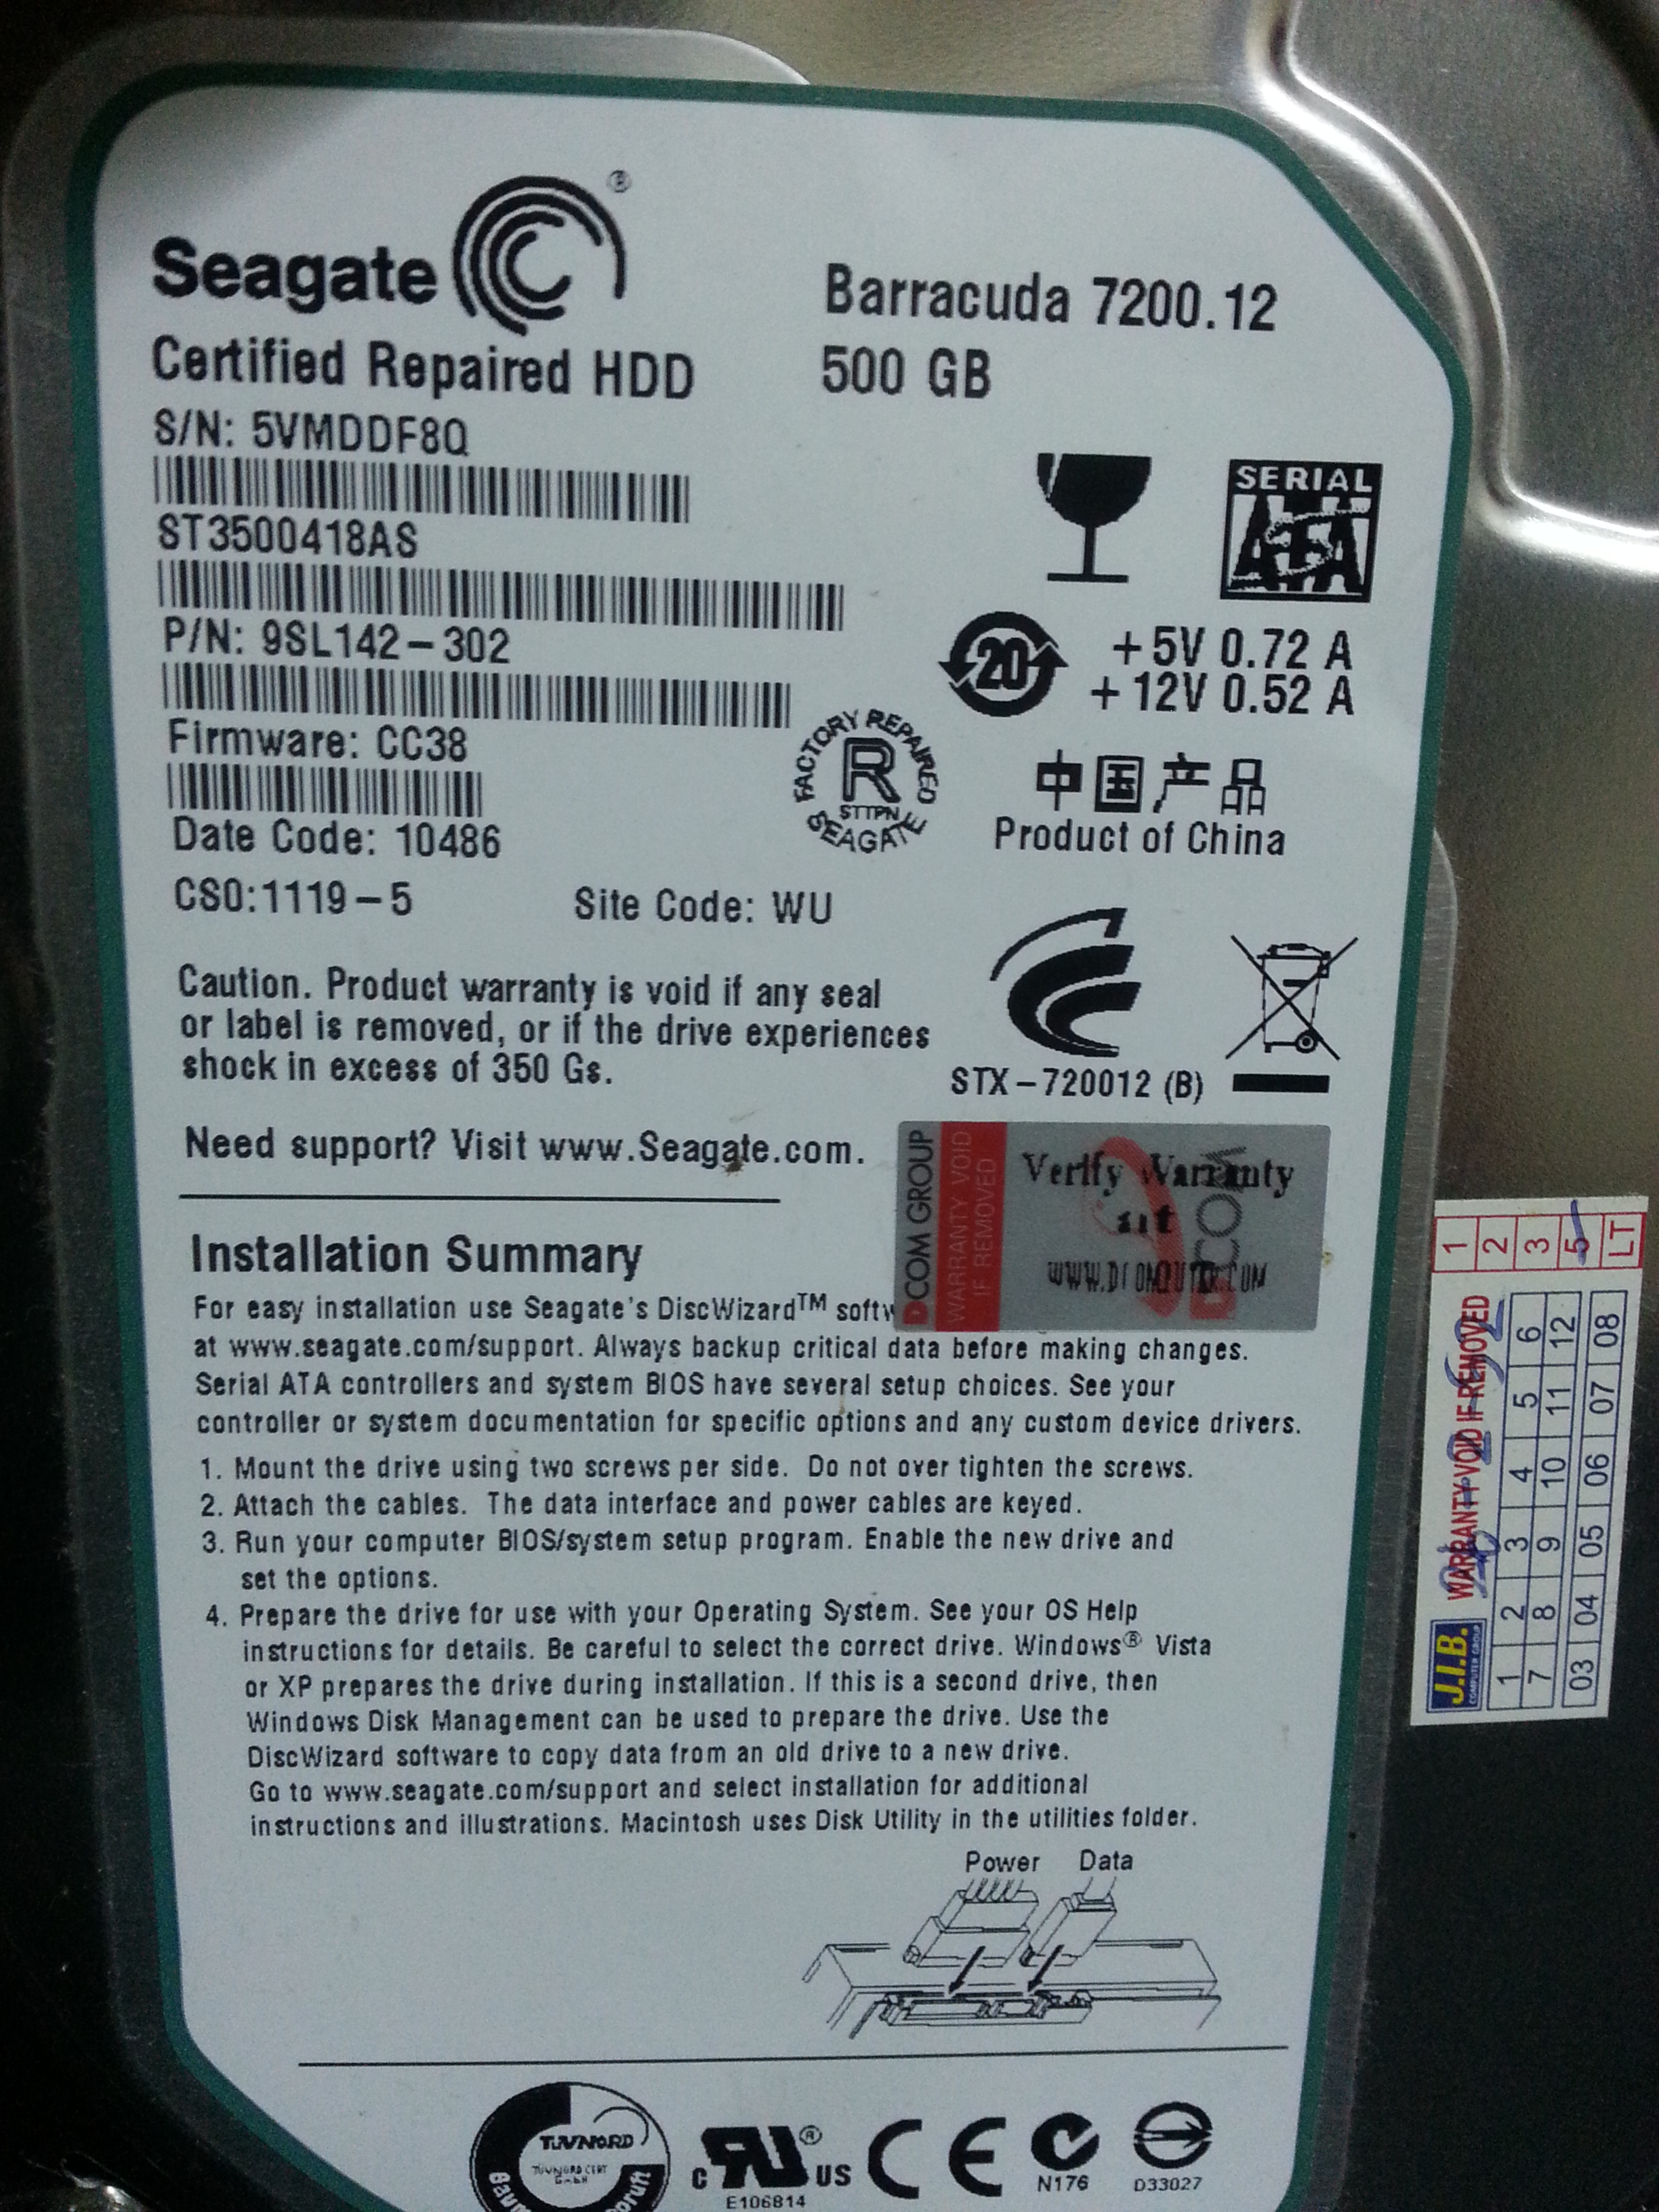 Seagate®
Barracuda 7200.12
Certified Repaired HDD
500 GB
S/N: 5VMDDF8Q
ST3500418AS
SERIAL
ATA
P/N: 9SL142-302
20
+5V 0.72 A
+12V 0.52 A
Firmware: CC38
FACTORY REPAIRED
R
STTPN
SEAGATE
中国产品
Product of China
Date Code: 10486
CSO:1119-5
Site Code: WU
Caution. Product warranty is void if any seal
or label is removed, or if the drive experiences
shock in excess of 350 Gs.
STX-720012 (B)
Need support? Visit www.Seagate.com.
DCOM GROUP
WARRANTY VOID
IF REMOVED
Verify Warranty
at
DCOM
Installation Summary
For easy installation use Seagate's DiscWizard™
at www.seagate.com/support. Always backup critical data before making changes.
Serial ATA controllers and system BIOS have several setup choices. See your
controller or system documentation for specific options and any custom device drivers.
1. Mount the drive using two screws per side. Do not over tighten the screws.
2. Attach the cables. The data interface and power cables are keyed.
3. Run your computer BIOS/system setup program. Enable the new drive and
set the options.
4. Prepare the drive for use with your Operating System. See your OS Help
instructions for details. Be careful to select the correct drive. Windows® Vista
or XP prepares the drive during installation. If this is a second drive, then
Windows Disk Management can be used to prepare the drive. Use the
DiscWizard software to copy data from an old drive to a new drive.
Go to www.seagate.com/support and select installation for additional
instructions and illustrations. Macintosh uses Disk Utility in the utilities folder.
Power Data
TUVNORD
TÜVNORD CERT
GmbH
c UR® US
E106814
CE
N176
D33027
J.I.B.
COMPUTER GROUP
WARRANTY VOID IF REMOVED
1 2 3 5 LT
1 2 3 4 5 6
7 8 9 10 11 12
03 04 05 06 07 08